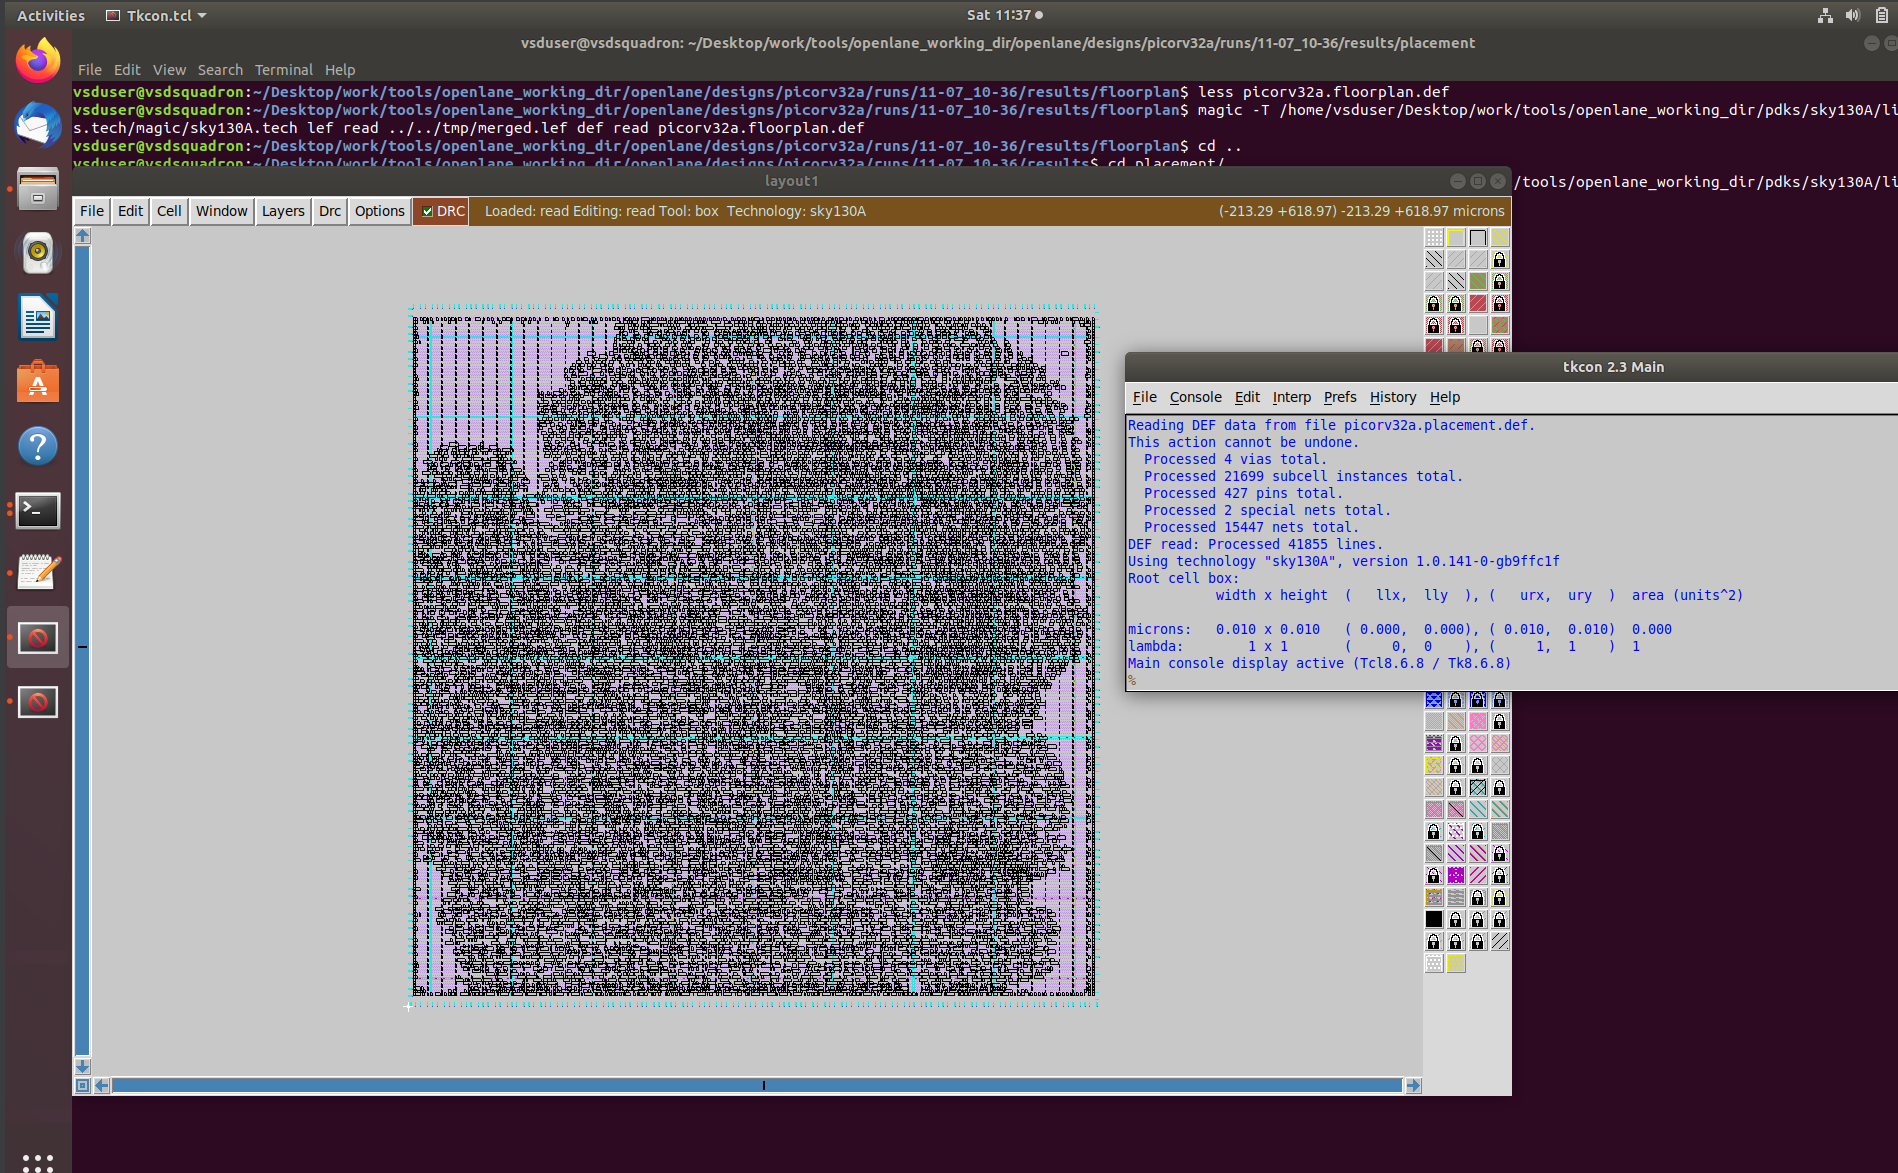 Activities Tkcon.tcl Sat 11:37
vsduser@vsdsquadron: ~/Desktop/work/tools/openlane_working_dir/openlane/designs/picorv32a/runs/11-07_10-36/results/placement
File Edit View Search Terminal Help
vsduser@vsdsquadron:~/Desktop/work/tools/openlane_working_dir/openlane/designs/picorv32a/runs/11-07_10-36/results/floorplan$ less picorv32a.floorplan.def
vsduser@vsdsquadron:~/Desktop/work/tools/openlane_working_dir/openlane/designs/picorv32a/runs/11-07_10-36/results/floorplan$ magic -T /home/vsduser/Desktop/work/tools/openlane_working_dir/pdks/sky130A/li
s.tech/magic/sky130A.tech lef read ../../tmp/merged.lef def read picorv32a.floorplan.def
vsduser@vsdsquadron:~/Desktop/work/tools/openlane_working_dir/openlane/designs/picorv32a/runs/11-07_10-36/results/floorplan$ cd ..
vsduser@vsdsquadron:~/Desktop/work/tools/openlane_working_dir/openlane/designs/picorv32a/runs/11-07_10-36/results$ cd placement/
/tools/openlane_working_dir/pdks/sky130A/li
layout1
File Edit Cell Window Layers Drc Options DRC Loaded: read Editing: read Tool: box Technology: sky130A (-213.29 +618.97) -213.29 +618.97 microns
tkcon 2.3 Main
File Console Edit Interp Prefs History Help
Reading DEF data from file picorv32a.placement.def.
This action cannot be undone.
Processed 4 vias total.
Processed 21699 subcell instances total.
Processed 427 pins total.
Processed 2 special nets total.
Processed 15447 nets total.
DEF read: Processed 41855 lines.
Using technology "sky130A", version 1.0.141-0-gb9ffc1f
Root cell box:
width x height ( llx, lly ), ( urx, ury ) area (units^2)
microns: 0.010 x 0.010 ( 0.000, 0.000), ( 0.010, 0.010) 0.000
lambda: 1 x 1 ( 0, 0 ), ( 1, 1 ) 1
Main console display active (Tcl8.6.8 / Tk8.6.8)
%